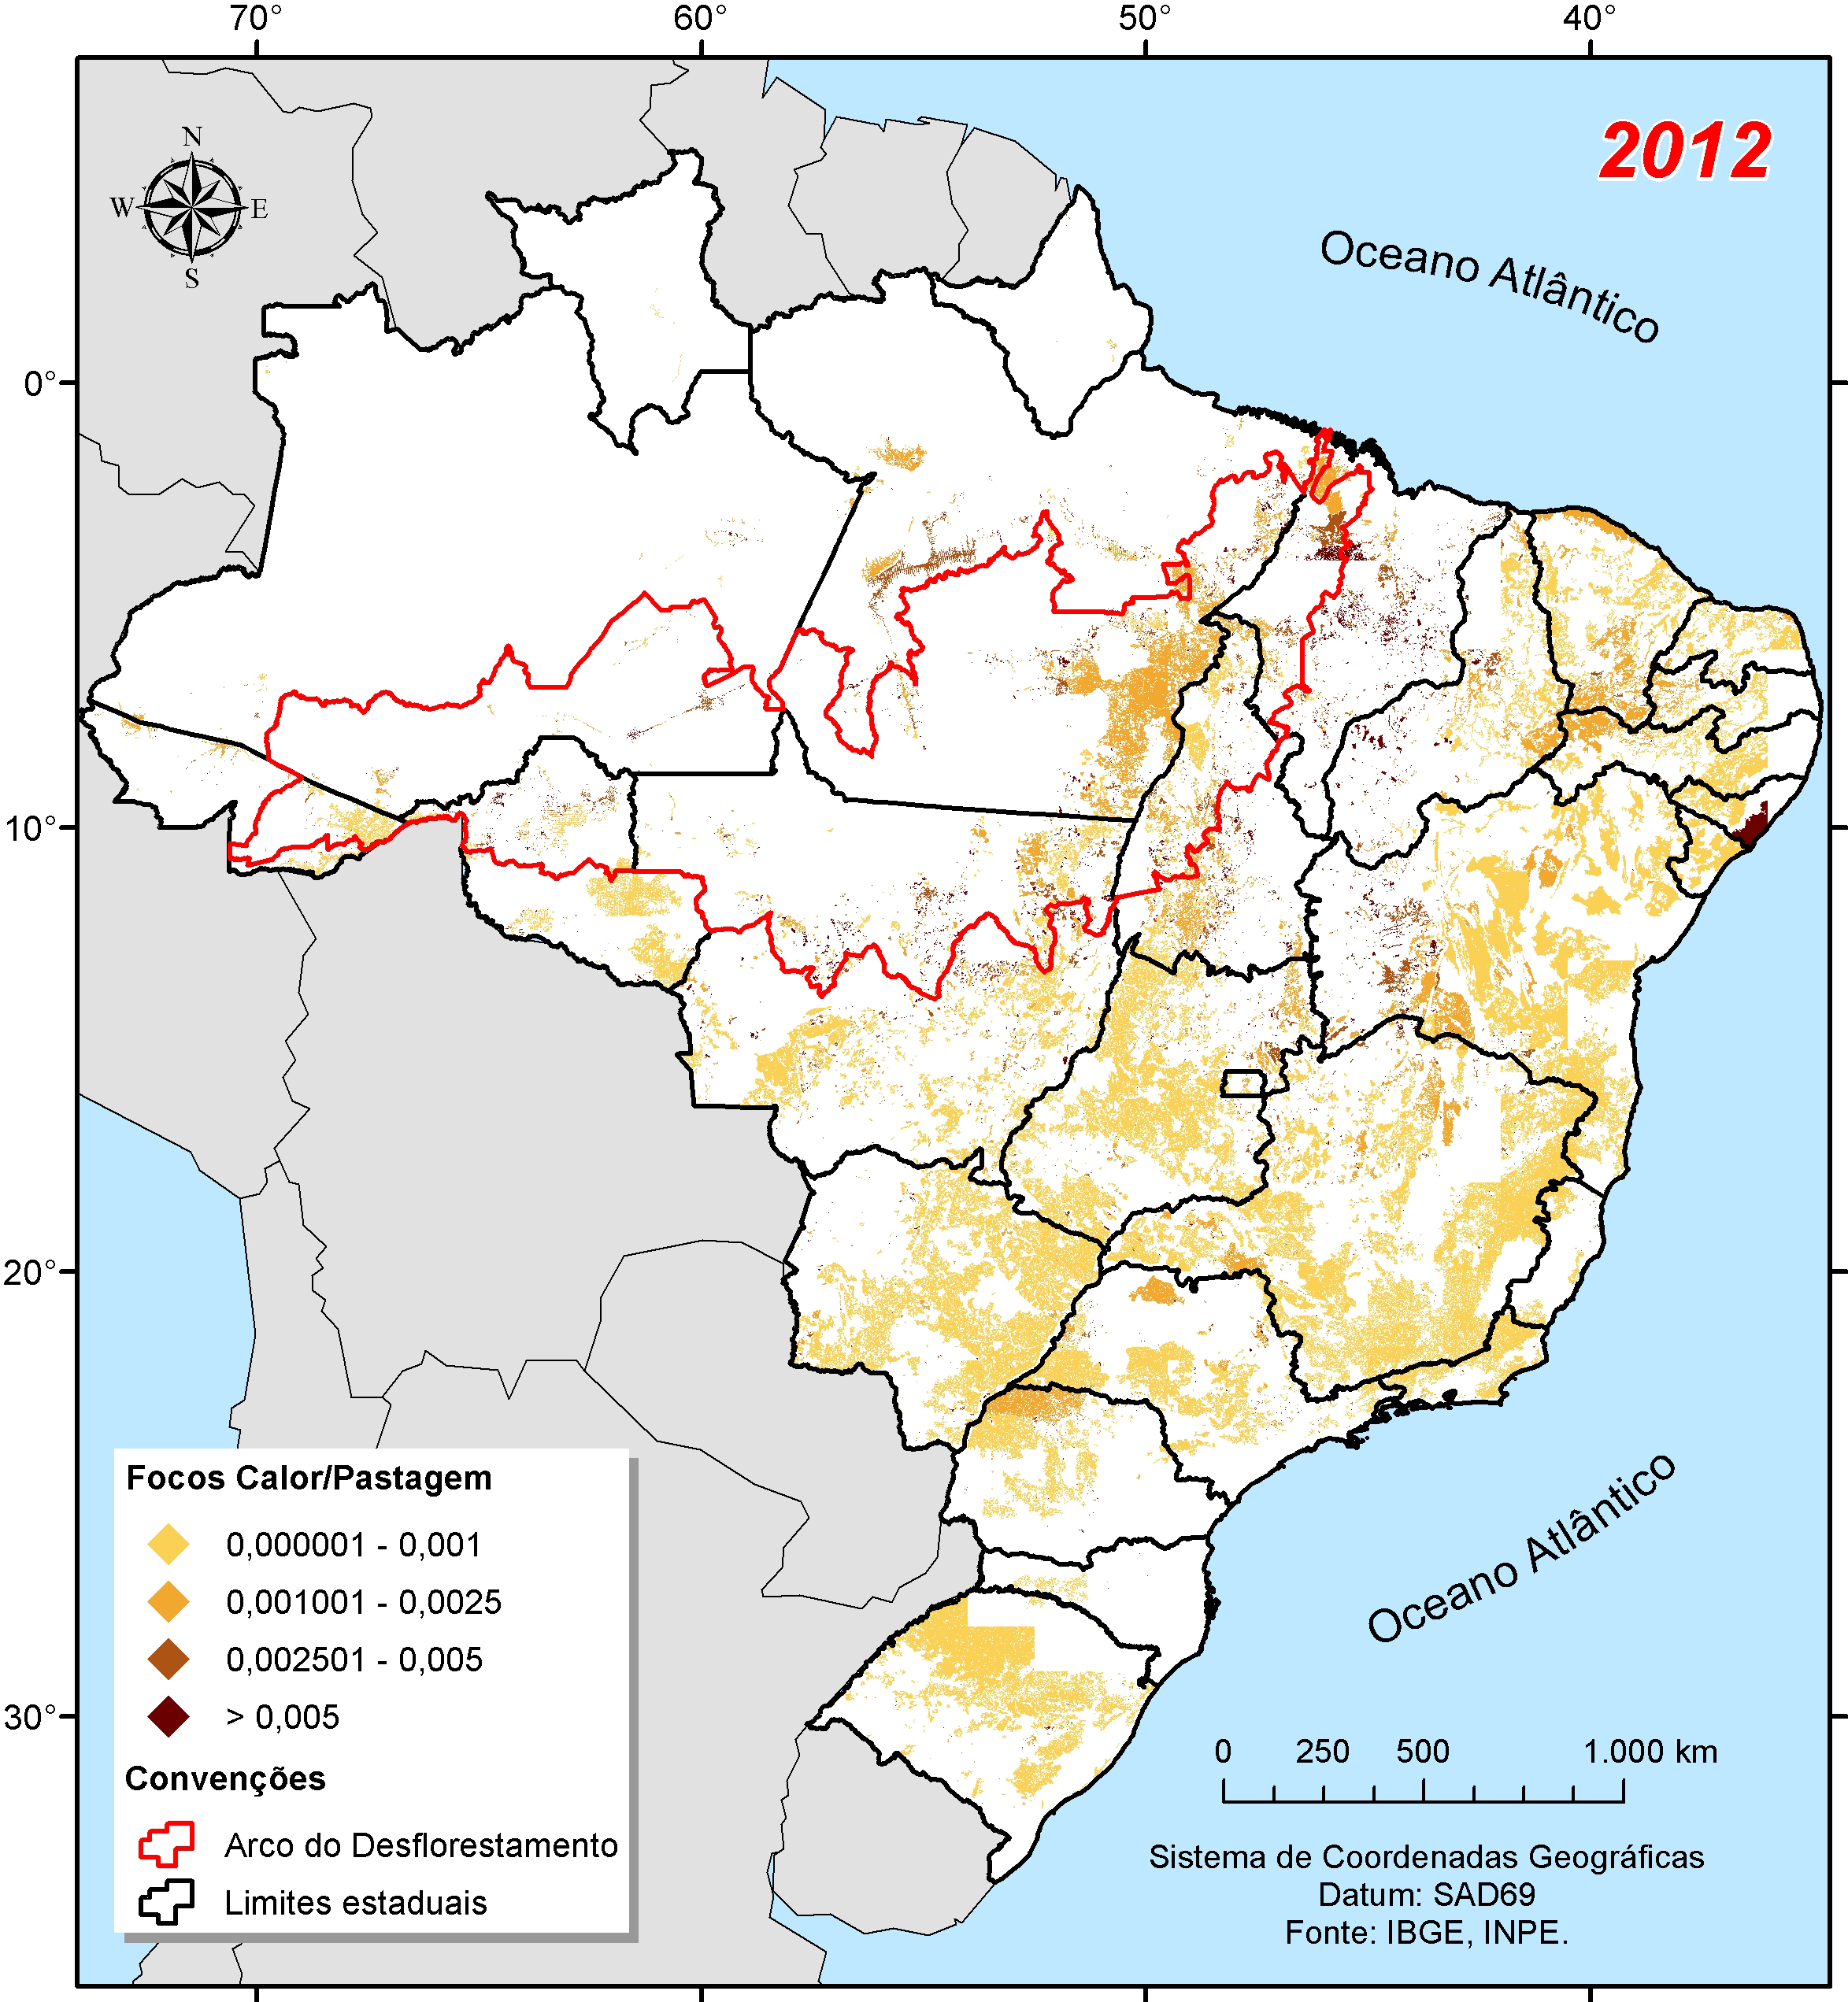 70° 60° 50° 40°
2012
N
W E
S
Oceano Atlântico
0°
10°
20°
30°
Oceano Atlântico
Focos Calor/Pastagem
0,000001 - 0,001
0,001001 - 0,0025
0,002501 - 0,005
> 0,005
Convenções
Arco do Desflorestamento
Limites estaduais
0 250 500 1.000 km
Sistema de Coordenadas Geográficas
Datum: SAD69
Fonte: IBGE, INPE.